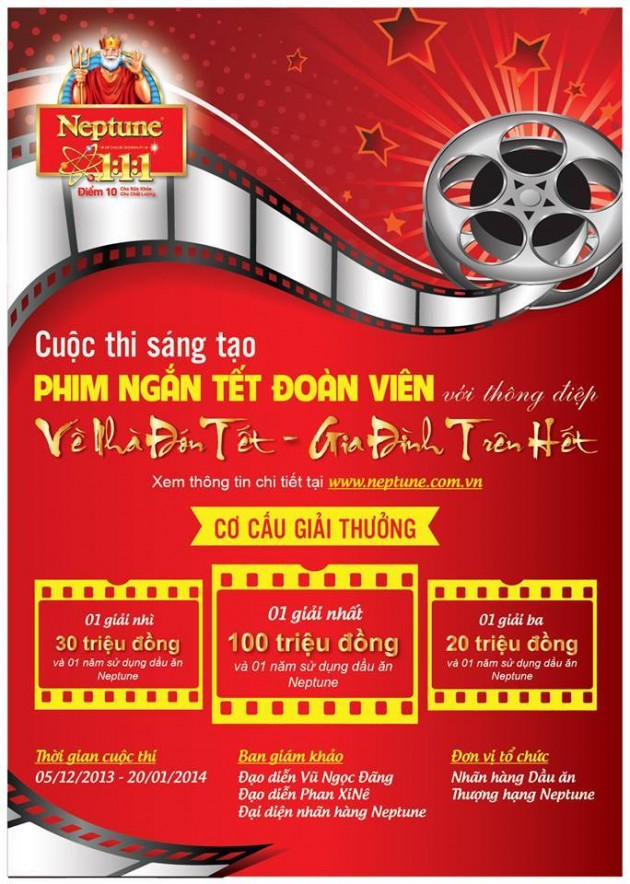 Neptune
1:1:1
Điểm 10 Cho Sức Khỏe
Cho Chất Lượng
Cuộc thi sáng tạo
PHIM NGẮN TẾT ĐOÀN VIÊN với thông điệp
Về Nhà Đón Tết - Gia Đình Trên Hết
Xem thông tin chi tiết tại www.neptune.com.vn
CƠ CẤU GIẢI THƯỞNG
01 giải nhì
30 triệu đồng
và 01 năm sử dụng dầu ăn
Neptune
01 giải nhất
100 triệu đồng
và 01 năm sử dụng dầu ăn
Neptune
01 giải ba
20 triệu đồng
và 01 năm sử dụng dầu ăn
Neptune
Thời gian cuộc thi
05/12/2013 - 20/01/2014
Ban giám khảo
Đạo diễn Vũ Ngọc Đãng
Đạo diễn Phan XiNê
Đại diện nhãn hàng Neptune
Đơn vị tổ chức
Nhãn hàng Dầu ăn
Thượng hạng Neptune